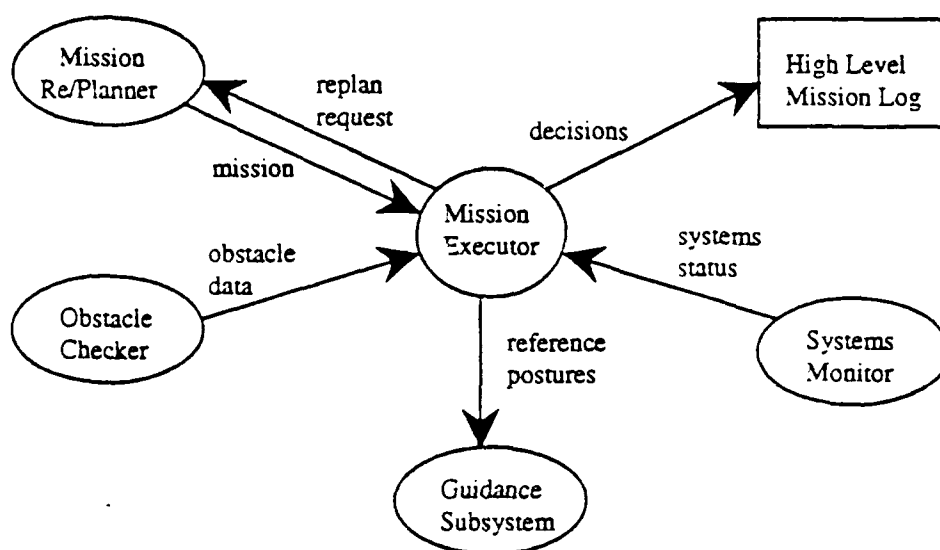 Mission
Re/Planner
replan
request
High Level
Mission Log
decisions
mission
Mission
Executor
systems
status
obstacle
data
Obstacle
Checker
reference
postures
Systems
Monitor
Guidance
Subsystem